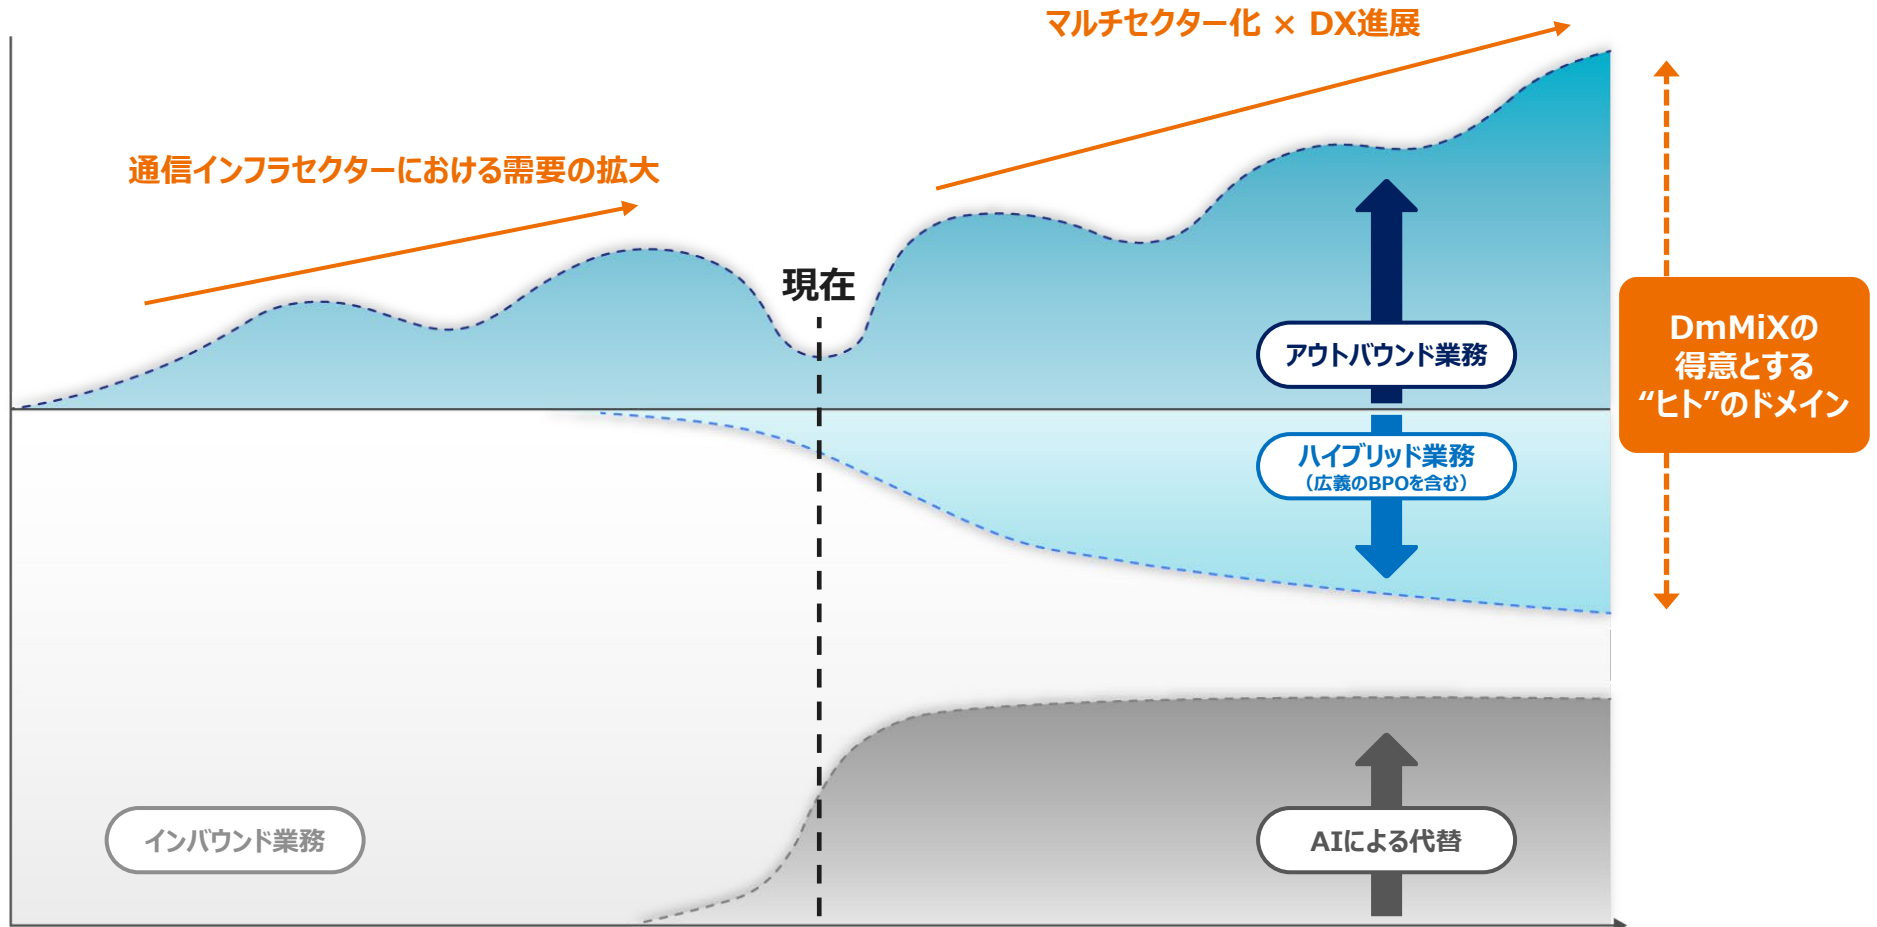 マルチセクター化 × DX進展
通信インフラセクターにおける需要の拡大
現在
アウトバウンド業務
DmMiXの
得意とする
“ヒト”のドメイン
ハイブリッド業務
（広義のBPOを含む）
インバウンド業務
AIによる代替